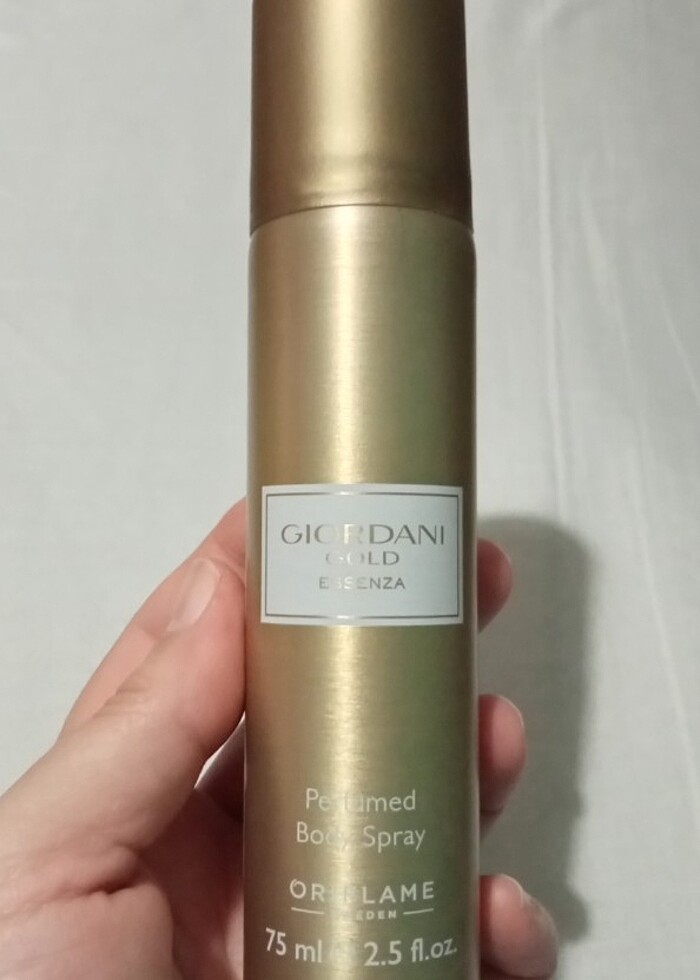 GIORDANI
GOLD
ESSENZA
Perfumed
Body Spray
ORIFLAME
SWEDEN
75 ml ℮ 2.5 fl.oz.